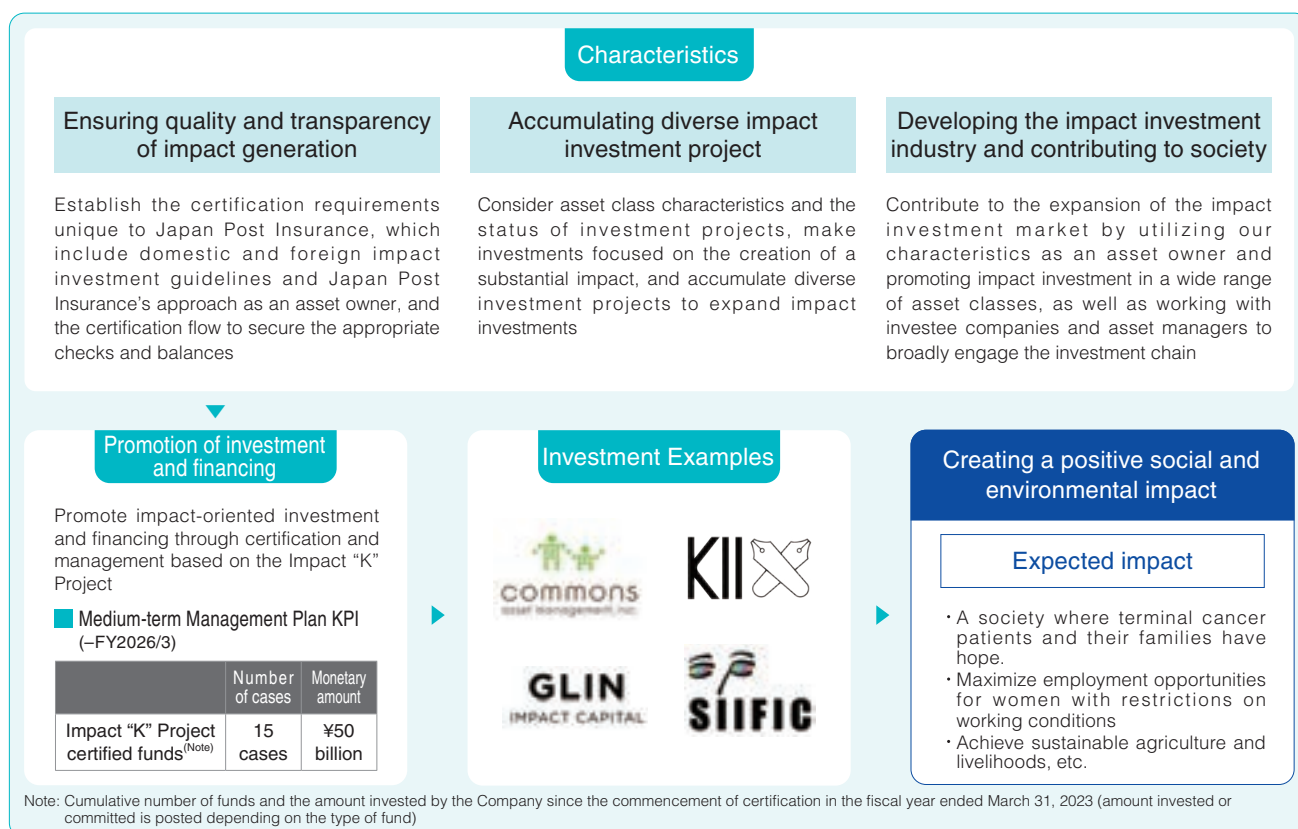 Characteristics
Ensuring quality and transparency
of impact generation
Establish the certification requirements
unique to Japan Post Insurance, which
include domestic and foreign impact
investment guidelines and Japan Post
Insurance's approach as an asset owner, and
the certification flow to secure the appropriate
checks and balances
Accumulating diverse impact
investment project
Consider asset class characteristics and the
status of investment projects, make
investments focused on the creation of a
substantial impact, and accumulate diverse
investment projects to expand impact
investments
Developing the impact investment
industry and contributing to society
Contribute to the expansion of the impact
investment market by utilizing our
characteristics as an asset owner and
promoting impact investment in a wide range
of asset classes, as well as working with
investee companies and asset managers to
broadly engage the investment chain
Promotion of investment
and financing
Promote impact-oriented investment
and financing through certification and
management based on the Impact “K”
Project
Medium-term Management Plan KPI
(–FY2026/3)
Number of cases
Monetary amount
Impact “K” Project certified funds(Note)
15 cases
¥50 billion
Investment Examples
commons
asset management, inc.
KII
GLIN
IMPACT CAPITAL
SIIFIC
Creating a positive social and
environmental impact
Expected impact
・A society where terminal cancer
patients and their families have
hope.
・Maximize employment opportunities
for women with restrictions on
working conditions
・Achieve sustainable agriculture and
livelihoods, etc.
Note: Cumulative number of funds and the amount invested by the Company since the commencement of certification in the fiscal year ended March 31, 2023 (amount invested or
committed is posted depending on the type of fund)